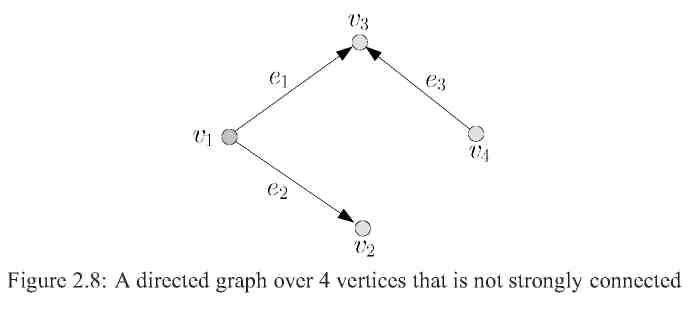 v3
e1
e3
v1
v4
e2
v2
Figure 2.8: A directed graph over 4 vertices that is not strongly connected